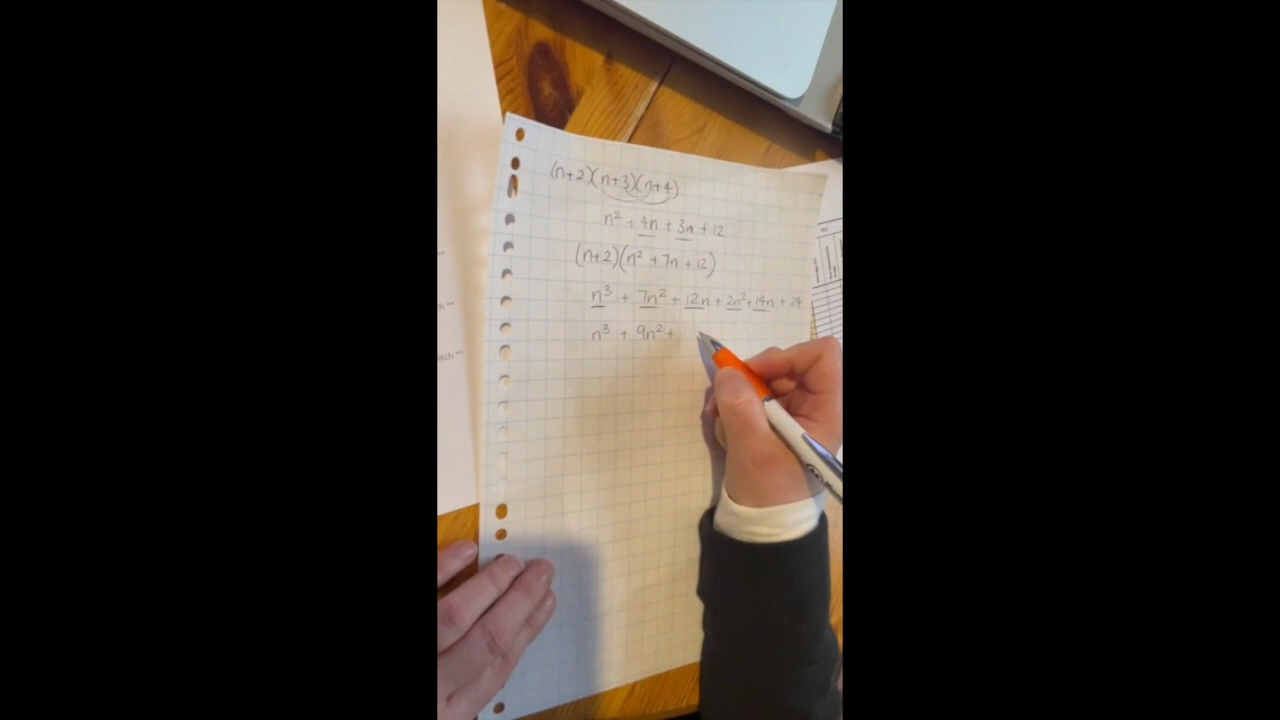 (n+2)(n+3)(n+4)
n² + 4n + 3n + 12
(n+2)(n² + 7n + 12)
n³ + 7n² + 12n + 2n² + 14n + 24
n³ + 9n² +